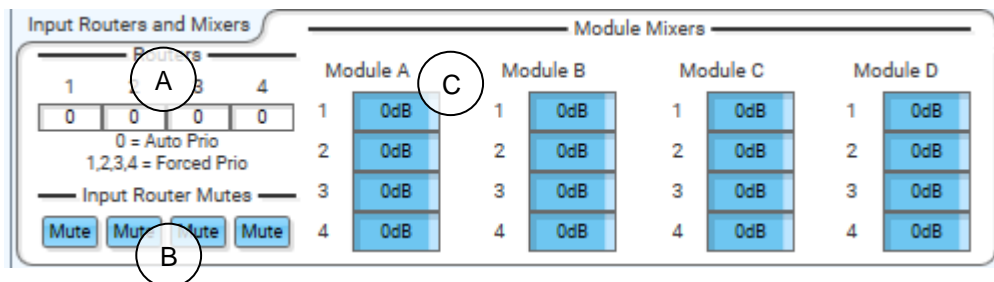 Input Routers and Mixers
Routers
1 2 3 4
0 0 0 0
0 = Auto Prio
1,2,3,4 = Forced Prio
Input Router Mutes
Mute Mute Mute Mute
A
B
C
Module Mixers
Module A Module B Module C Module D
1 0dB 1 0dB 1 0dB 1 0dB
2 0dB 2 0dB 2 0dB 2 0dB
3 0dB 3 0dB 3 0dB 3 0dB
4 0dB 4 0dB 4 0dB 4 0dB